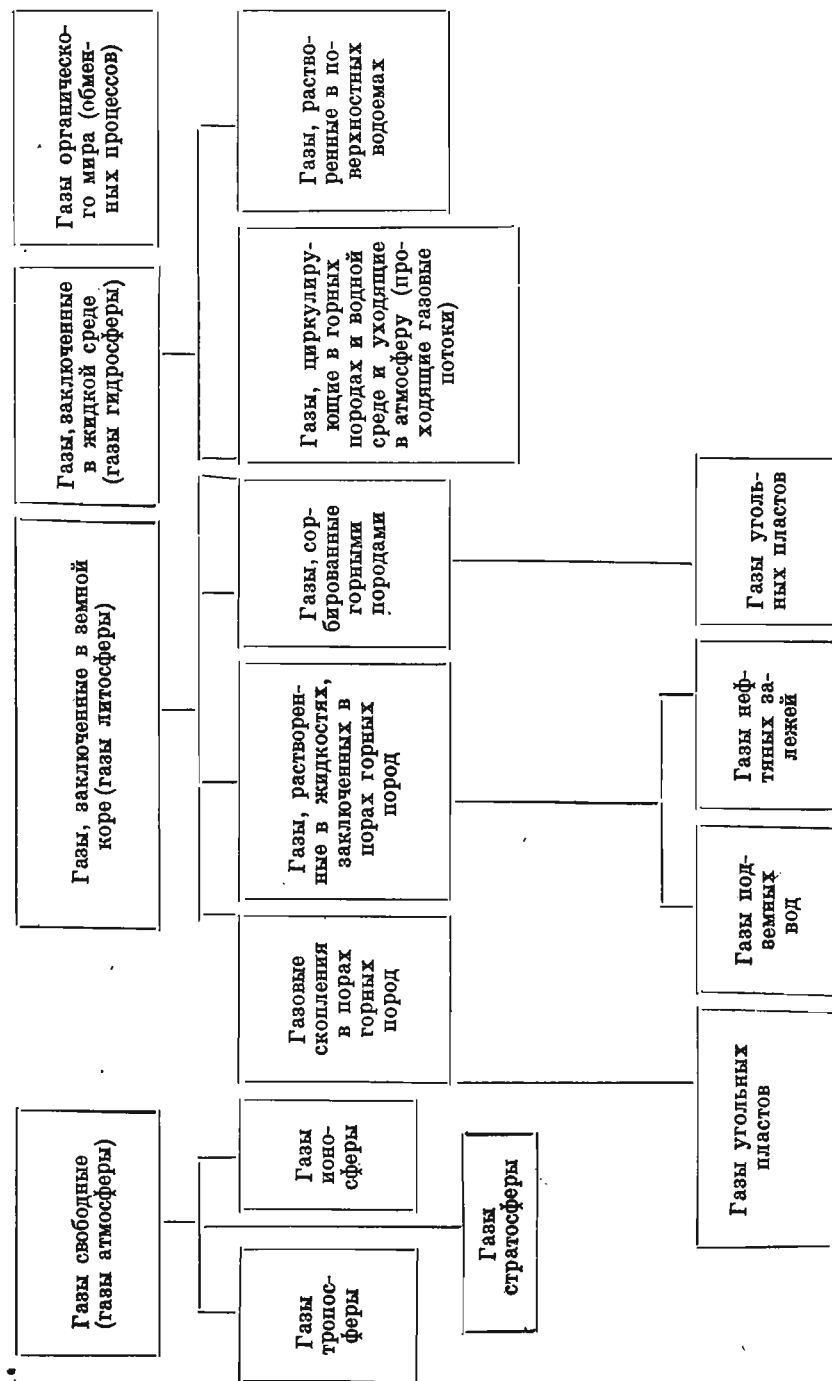 Газы свободные
(газы атмосферы)
Газы, заключенные в земной
коре (газы литосферы)
Газы, заключенные
в жидкой среде
(газы гидросферы)
Газы органическо-
го мира (обмен-
ных процессов)
Газы
тропос-
феры
Газы
ионо-
сферы
Газовые
скопления
в порах
горных
пород
Газы, растворен-
ные в жидкостях,
заключенных в
порах горных
пород
Газы, сор-
бированные
горными
породами
Газы, циркулиру-
ющие в горных
породах и водной
среде и уходящие
в атмосферу (про-
ходящие газовые
потоки)
Газы, раство-
ренные в по-
верхностных
водоемах
Газы
стратосферы
Газы угольных
пластов
Газы под-
земных
вод
Газы неф-
тяных за-
лежей
Газы уголь-
ных пластов